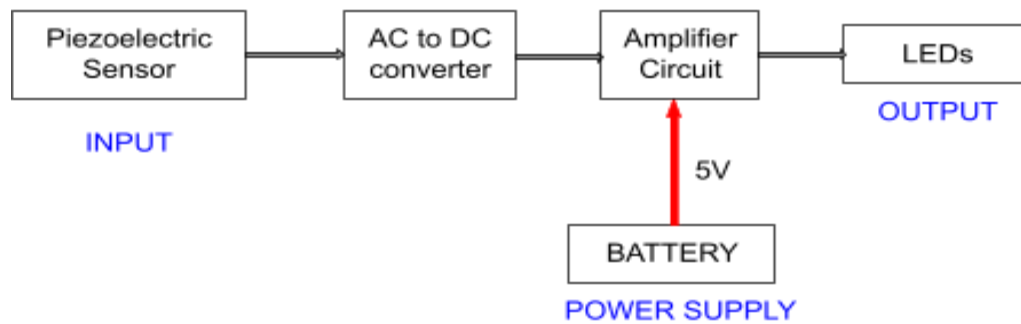 Piezoelectric
Sensor
AC to DC
converter
Amplifier
Circuit
LEDs
INPUT
OUTPUT
5V
BATTERY
POWER SUPPLY